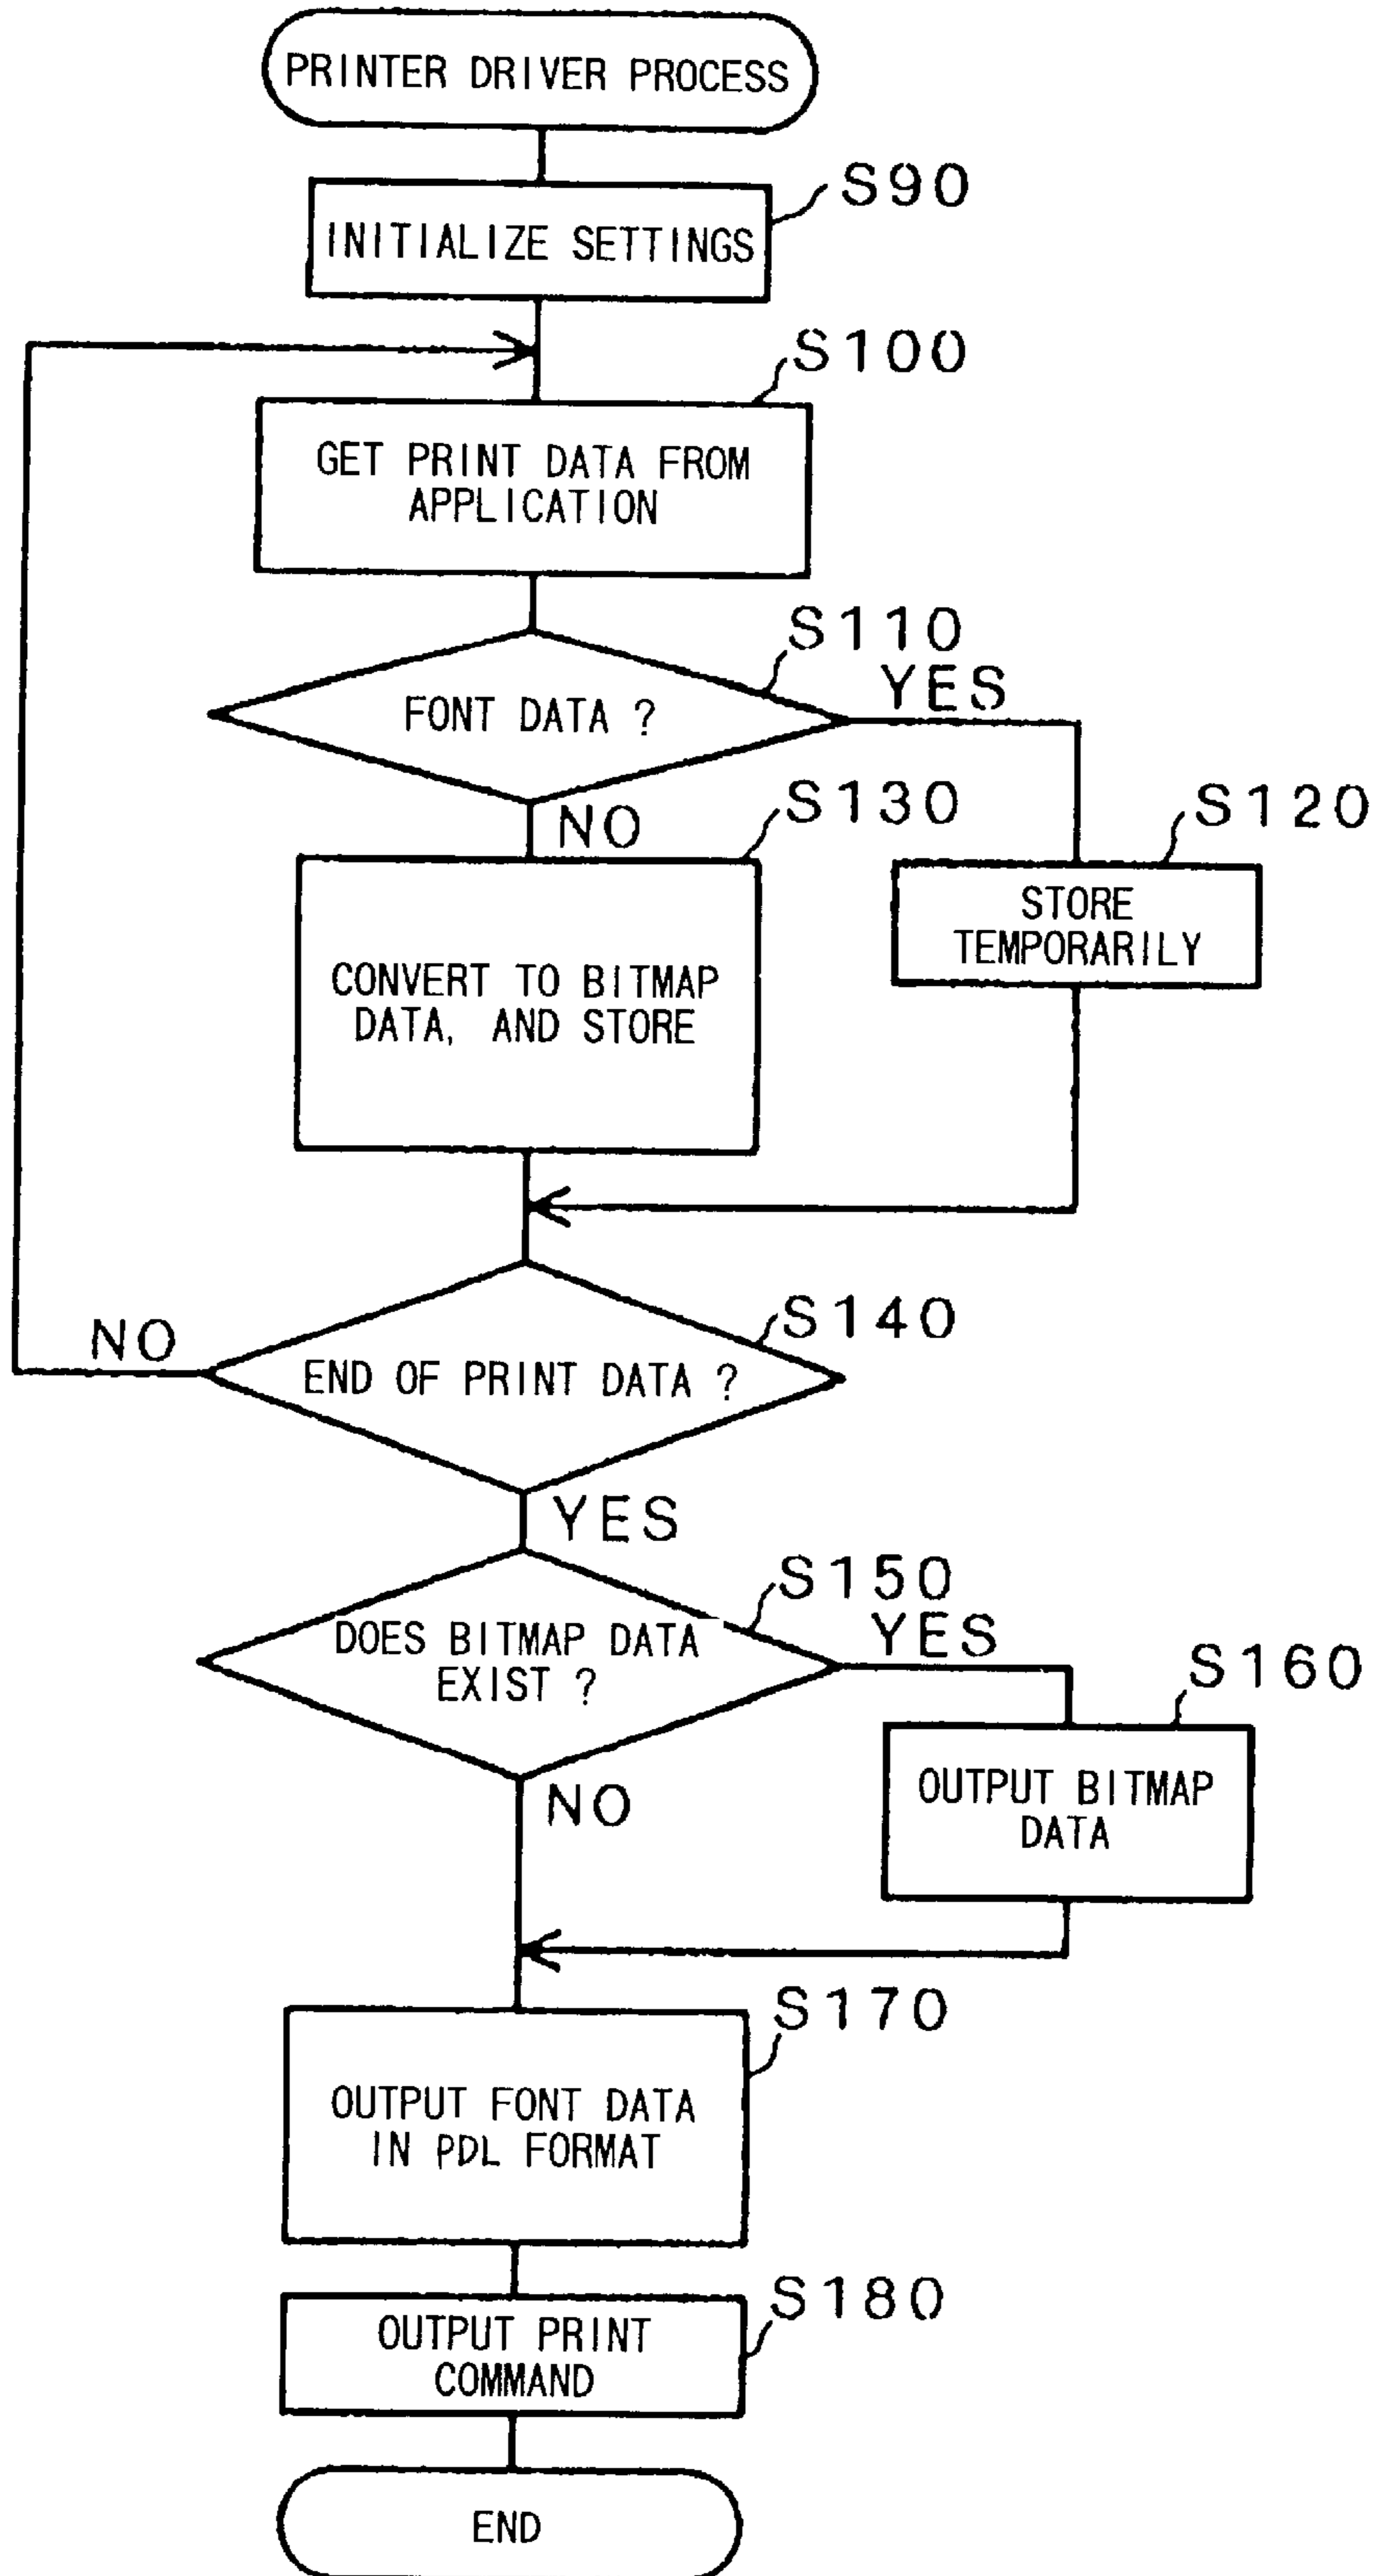 PRINTER DRIVER PROCESS
S90
INITIALIZE SETTINGS
S100
GET PRINT DATA FROM
APPLICATION
S110
YES
FONT DATA ?
NO
S130
S120
STORE
TEMPORARILY
CONVERT TO BITMAP
DATA, AND STORE
S140
NO
END OF PRINT DATA ?
YES
S150
YES
DOES BITMAP DATA
EXIST ?
S160
NO
OUTPUT BITMAP
DATA
S170
OUTPUT FONT DATA
IN PDL FORMAT
S180
OUTPUT PRINT
COMMAND
END